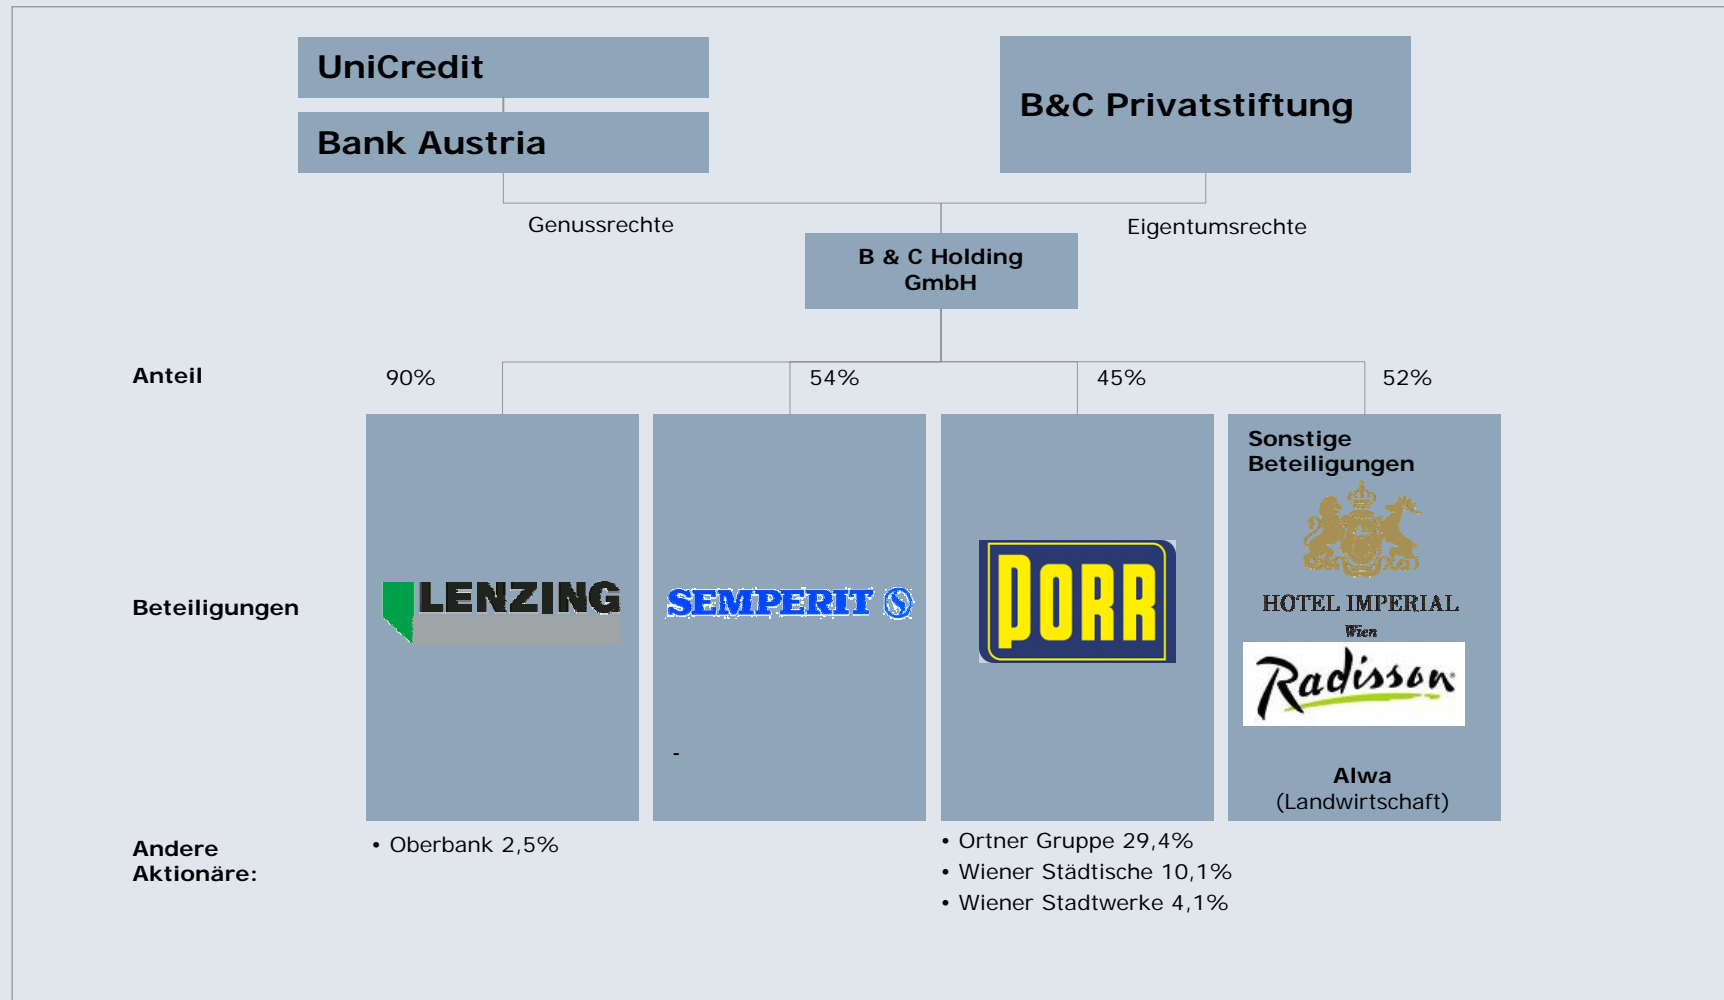 UniCredit
Bank Austria
B&C Privatstiftung
Genussrechte
Eigentumsrechte
B & C Holding
GmbH
Anteil
90%
54%
45%
52%
Beteiligungen
LENZING
SEMPERIT S
PORR
Sonstige
Beteiligungen
HOTEL IMPERIAL
Wien
Radisson
-
Alwa
(Landwirtschaft)
Andere
Aktionäre:
• Oberbank 2,5%
• Ortner Gruppe 29,4%
• Wiener Städtische 10,1%
• Wiener Stadtwerke 4,1%